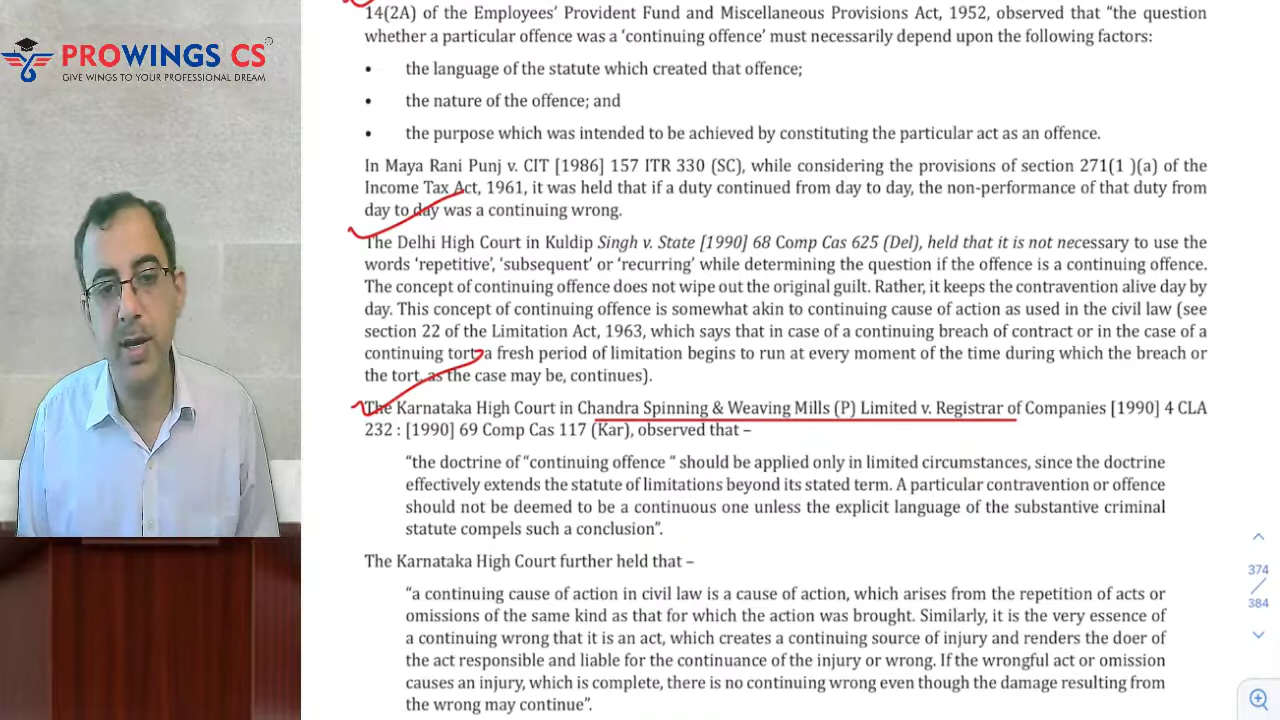 PROWINGS CS
GIVE WINGS TO YOUR PROFESSIONAL DREAM
14(2A) of the Employees’ Provident Fund and Miscellaneous Provisions Act, 1952, observed that “the question
whether a particular offence was a ‘continuing offence’ must necessarily depend upon the following factors:
• the language of the statute which created that offence;
• the nature of the offence; and
• the purpose which was intended to be achieved by constituting the particular act as an offence.
In Maya Rani Punj v. CIT [1986] 157 ITR 330 (SC), while considering the provisions of section 271(1 )(a) of the
Income Tax Act, 1961, it was held that if a duty continued from day to day, the non-performance of that duty from
day to day was a continuing wrong.
The Delhi High Court in Kuldip Singh v. State [1990] 68 Comp Cas 625 (Del), held that it is not necessary to use the
words ‘repetitive’, ‘subsequent’ or ‘recurring’ while determining the question if the offence is a continuing offence.
The concept of continuing offence does not wipe out the original guilt. Rather, it keeps the contravention alive day by
day. This concept of continuing offence is somewhat akin to continuing cause of action as used in the civil law (see
section 22 of the Limitation Act, 1963, which says that in case of a continuing breach of contract or in the case of a
continuing tort, a fresh period of limitation begins to run at every moment of the time during which the breach or
the tort, as the case may be, continues).
The Karnataka High Court in Chandra Spinning & Weaving Mills (P) Limited v. Registrar of Companies [1990] 4 CLA
232 : [1990] 69 Comp Cas 117 (Kar), observed that –
“the doctrine of “continuing offence “ should be applied only in limited circumstances, since the doctrine
effectively extends the statute of limitations beyond its stated term. A particular contravention or offence
should not be deemed to be a continuous one unless the explicit language of the substantive criminal
statute compels such a conclusion”.
The Karnataka High Court further held that –
“a continuing cause of action in civil law is a cause of action, which arises from the repetition of acts or
omissions of the same kind as that for which the action was brought. Similarly, it is the very essence of
a continuing wrong that it is an act, which creates a continuing source of injury and renders the doer of
the act responsible and liable for the continuance of the injury or wrong. If the wrongful act or omission
causes an injury, which is complete, there is no continuing wrong even though the damage resulting from
the wrong may continue”.
374
384